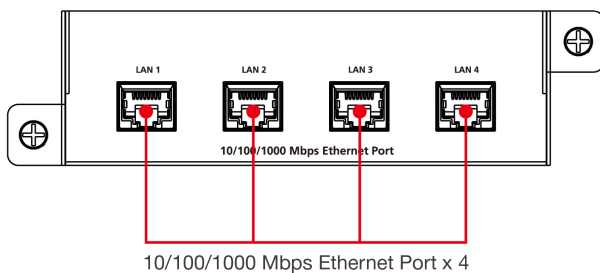 LAN 1 LAN 2 LAN 3 LAN 4
10/100/1000 Mbps Ethernet Port
10/100/1000 Mbps Ethernet Port x 4